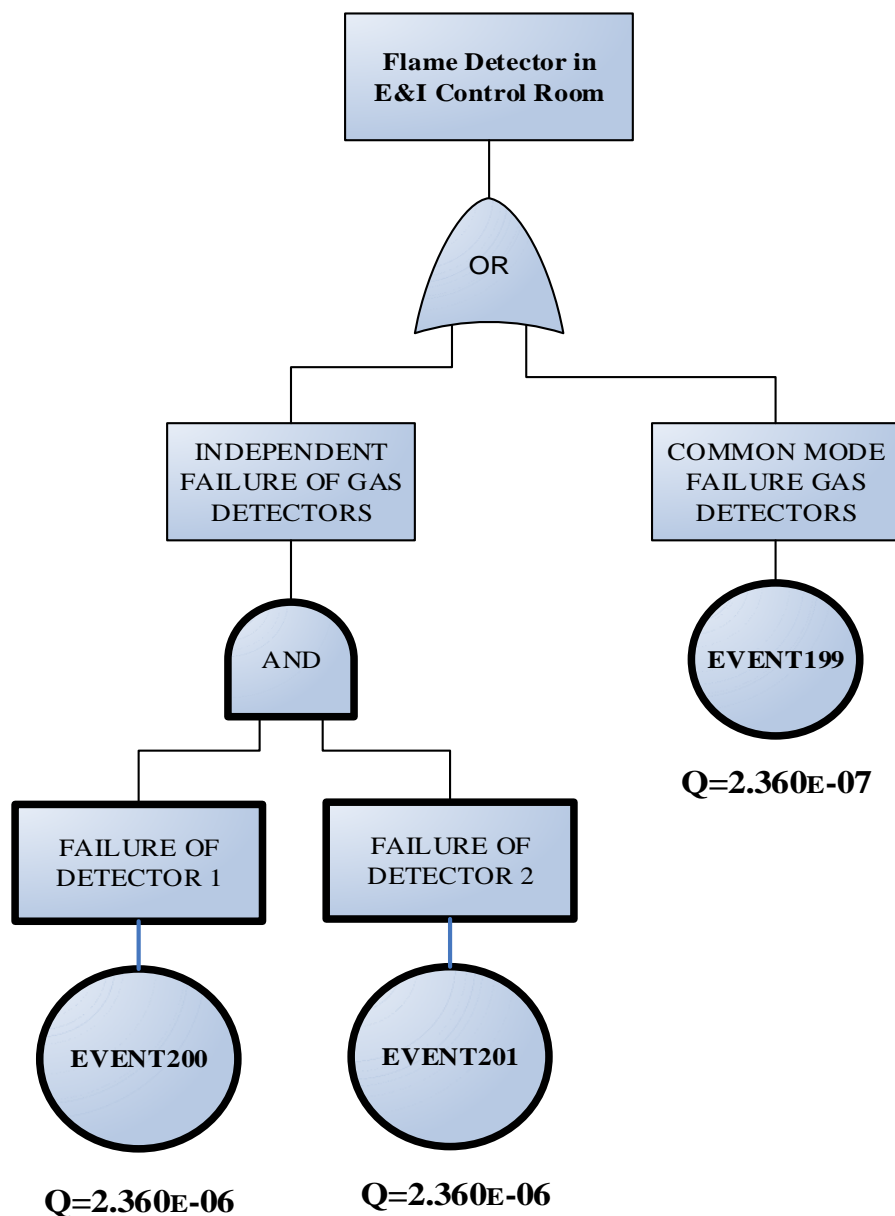 Flame Detector in
E&I Control Room
OR
INDEPENDENT
FAILURE OF GAS
DETECTORS
COMMON MODE
FAILURE GAS
DETECTORS
AND
EVENT199
Q=2.360E-07
FAILURE OF
DETECTOR 1
FAILURE OF
DETECTOR 2
EVENT200
EVENT201
Q=2.360E-06
Q=2.360E-06